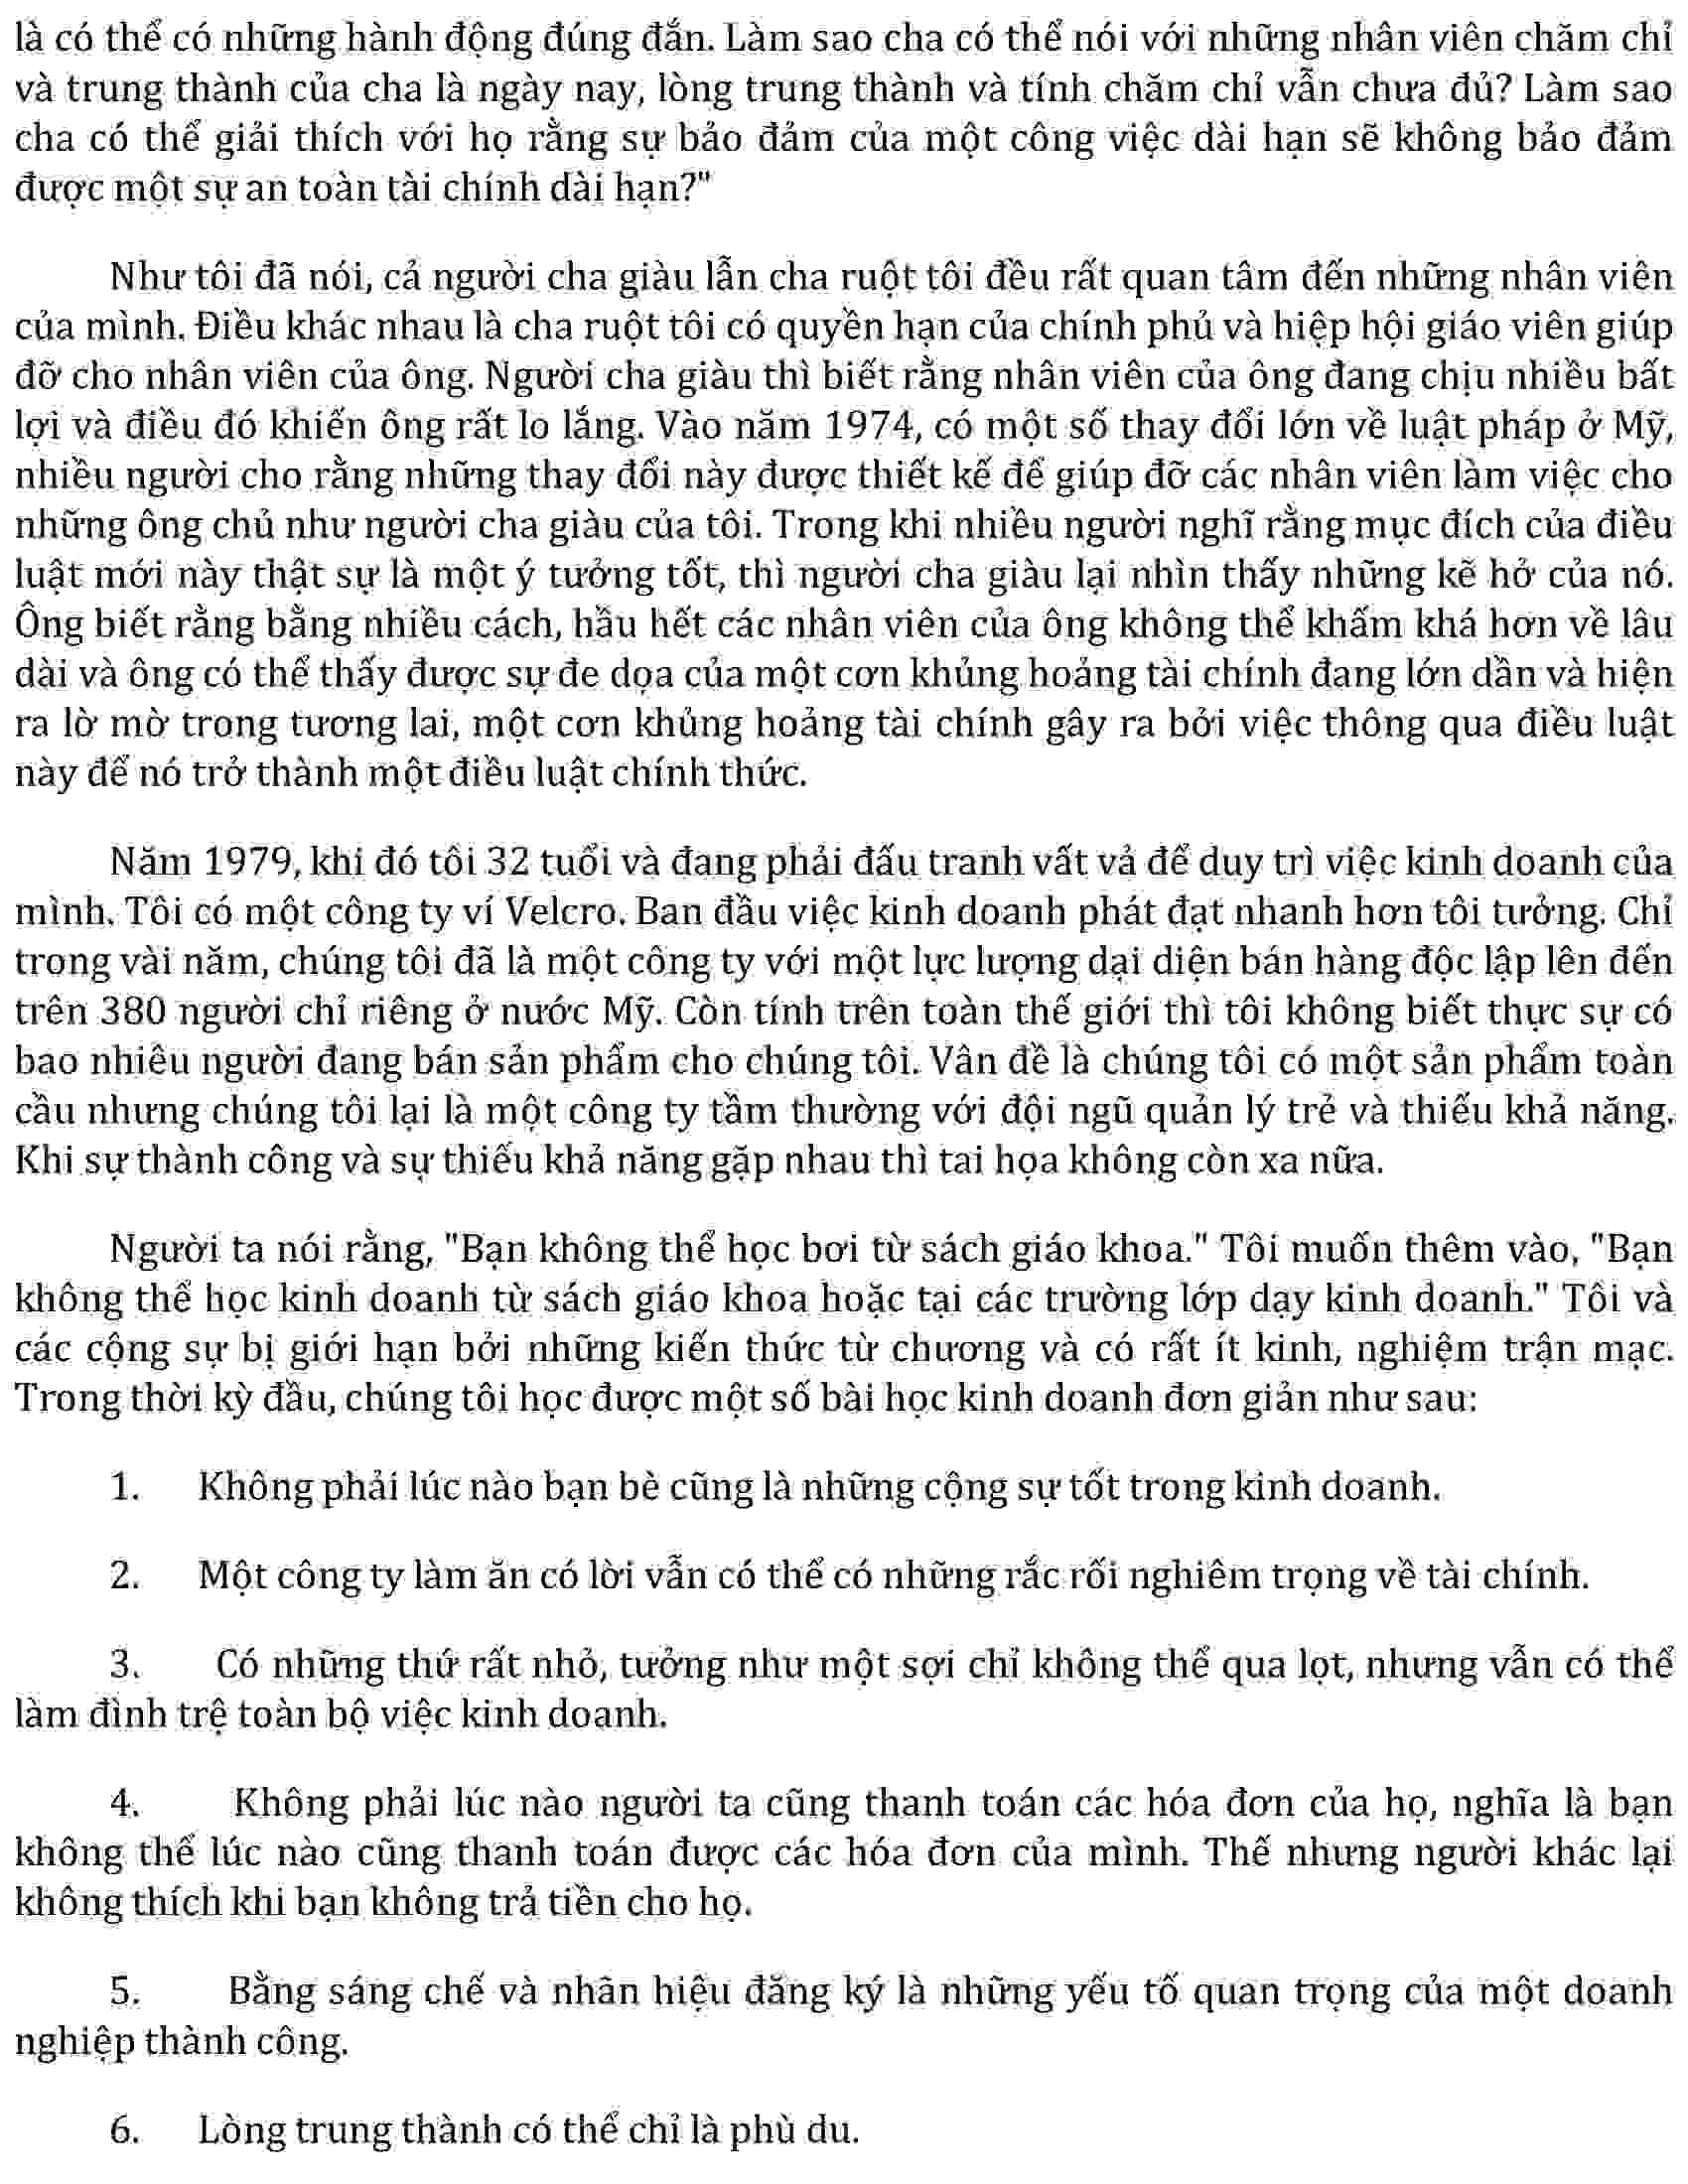 là có thể có những hành động đúng đắn. Làm sao cha có thể nói với những nhân viên chăm chỉ
và trung thành của cha là ngày nay, lòng trung thành và tính chăm chỉ vẫn chưa đủ? Làm sao
cha có thể giải thích với họ rằng sự bảo đảm của một công việc dài hạn sẽ không bảo đảm
được một sự an toàn tài chính dài hạn?"
Như tôi đã nói, cả người cha giàu lẫn cha ruột tôi đều rất quan tâm đến những nhân viên
của mình. Điều khác nhau là cha ruột tôi có quyền hạn của chính phủ và hiệp hội giáo viên giúp
đỡ cho nhân viên của ông. Người cha giàu thì biết rằng nhân viên của ông đang chịu nhiều bất
lợi và điều đó khiến ông rất lo lắng. Vào năm 1974, có một số thay đổi lớn về luật pháp ở Mỹ,
nhiều người cho rằng những thay đổi này được thiết kế để giúp đỡ các nhân viên làm việc cho
những ông chủ như người cha giàu của tôi. Trong khi nhiều người nghĩ rằng mục đích của điều
luật mới này thật sự là một ý tưởng tốt, thì người cha giàu lại nhìn thấy những kẽ hở của nó.
Ông biết rằng bằng nhiều cách, hầu hết các nhân viên của ông không thể khấm khá hơn về lâu
dài và ông có thể thấy được sự đe dọa của một cơn khủng hoảng tài chính đang lớn dần và hiện
ra lờ mờ trong tương lai, một cơn khủng hoảng tài chính gây ra bởi việc thông qua điều luật
này để nó trở thành một điều luật chính thức.
Năm 1979, khi đó tôi 32 tuổi và đang phải đấu tranh vất vả để duy trì việc kinh doanh của
mình. Tôi có một công ty ví Velcro. Ban đầu việc kinh doanh phát đạt nhanh hơn tôi tưởng. Chỉ
trong vài năm, chúng tôi đã là một công ty với một lực lượng dại diện bán hàng độc lập lên đến
trên 380 người chỉ riêng ở nước Mỹ. Còn tính trên toàn thế giới thì tôi không biết thực sự có
bao nhiêu người đang bán sản phẩm cho chúng tôi. Vân đề là chúng tôi có một sản phẩm toàn
cầu nhưng chúng tôi lại là một công ty tầm thường với đội ngũ quản lý trẻ và thiếu khả năng.
Khi sự thành công và sự thiếu khả năng gặp nhau thì tai họa không còn xa nữa.
Người ta nói rằng, "Bạn không thể học bơi từ sách giáo khoa." Tôi muốn thêm vào, "Bạn
không thể học kinh doanh từ sách giáo khoa hoặc tại các trường lớp dạy kinh doanh." Tôi và
các cộng sự bị giới hạn bởi những kiến thức từ chương và có rất ít kinh, nghiệm trận mạc.
Trong thời kỳ đầu, chúng tôi học được một số bài học kinh doanh đơn giản như sau:
1. Không phải lúc nào bạn bè cũng là những cộng sự tốt trong kinh doanh.
2. Một công ty làm ăn có lời vẫn có thể có những rắc rối nghiêm trọng về tài chính.
3. Có những thứ rất nhỏ, tưởng như một sợi chỉ không thể qua lọt, nhưng vẫn có thể
làm đình trệ toàn bộ việc kinh doanh.
4. Không phải lúc nào người ta cũng thanh toán các hóa đơn của họ, nghĩa là bạn
không thể lúc nào cũng thanh toán được các hóa đơn của mình. Thế nhưng người khác lại
không thích khi bạn không trả tiền cho họ.
5. Bằng sáng chế và nhãn hiệu đăng ký là những yếu tố quan trọng của một doanh
nghiệp thành công.
6. Lòng trung thành có thể chỉ là phù du.